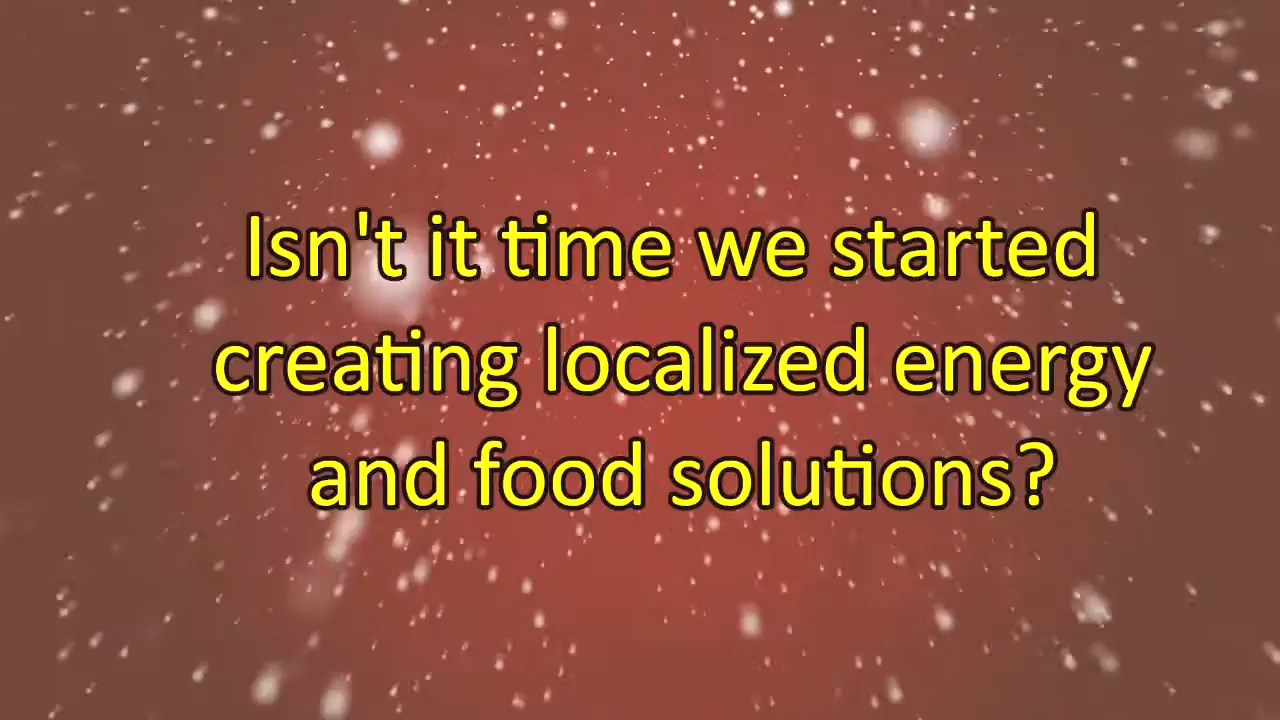 Isn't it time we started
creating localized energy
and food solutions?